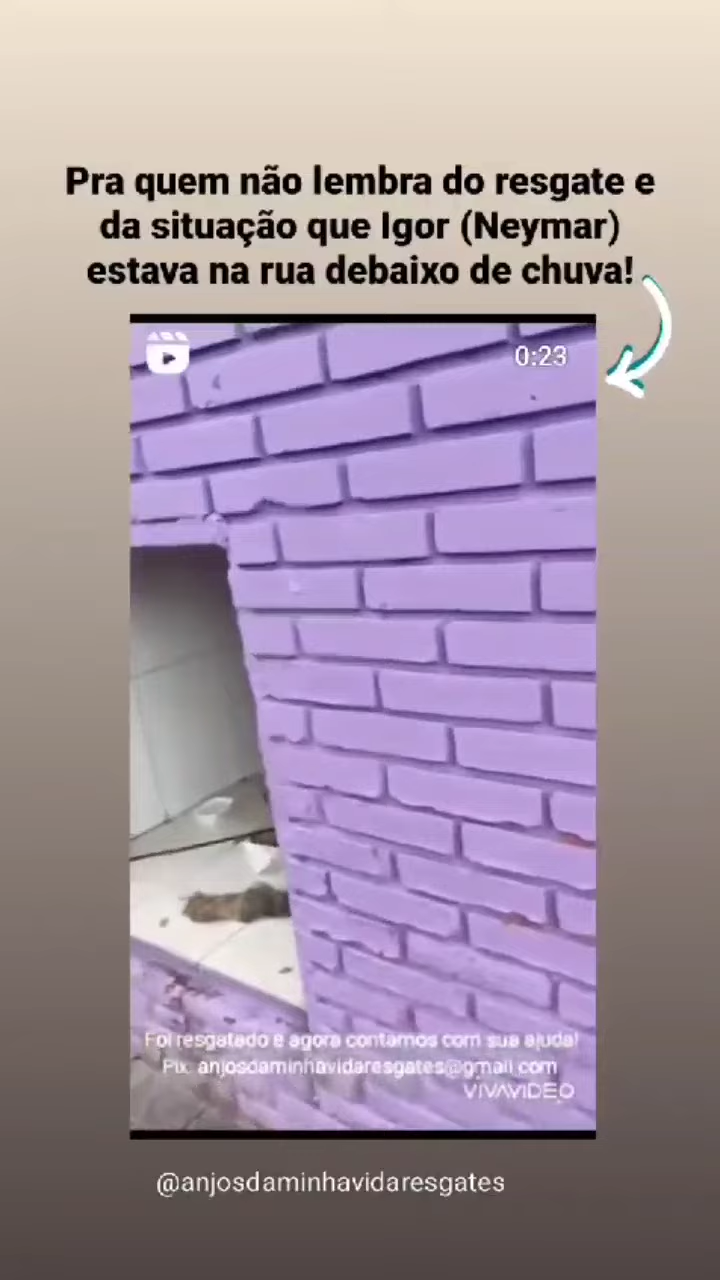 Pra quem não lembra do resgate e
da situação que Igor (Neymar)
estava na rua debaixo de chuva!
0:23
Foi resgatado e agora contamos com sua ajuda!
Pix: anjosdaminhavidaresgates@gmail.com
VIVAVIDEO
@anjosdaminhavidaresgates